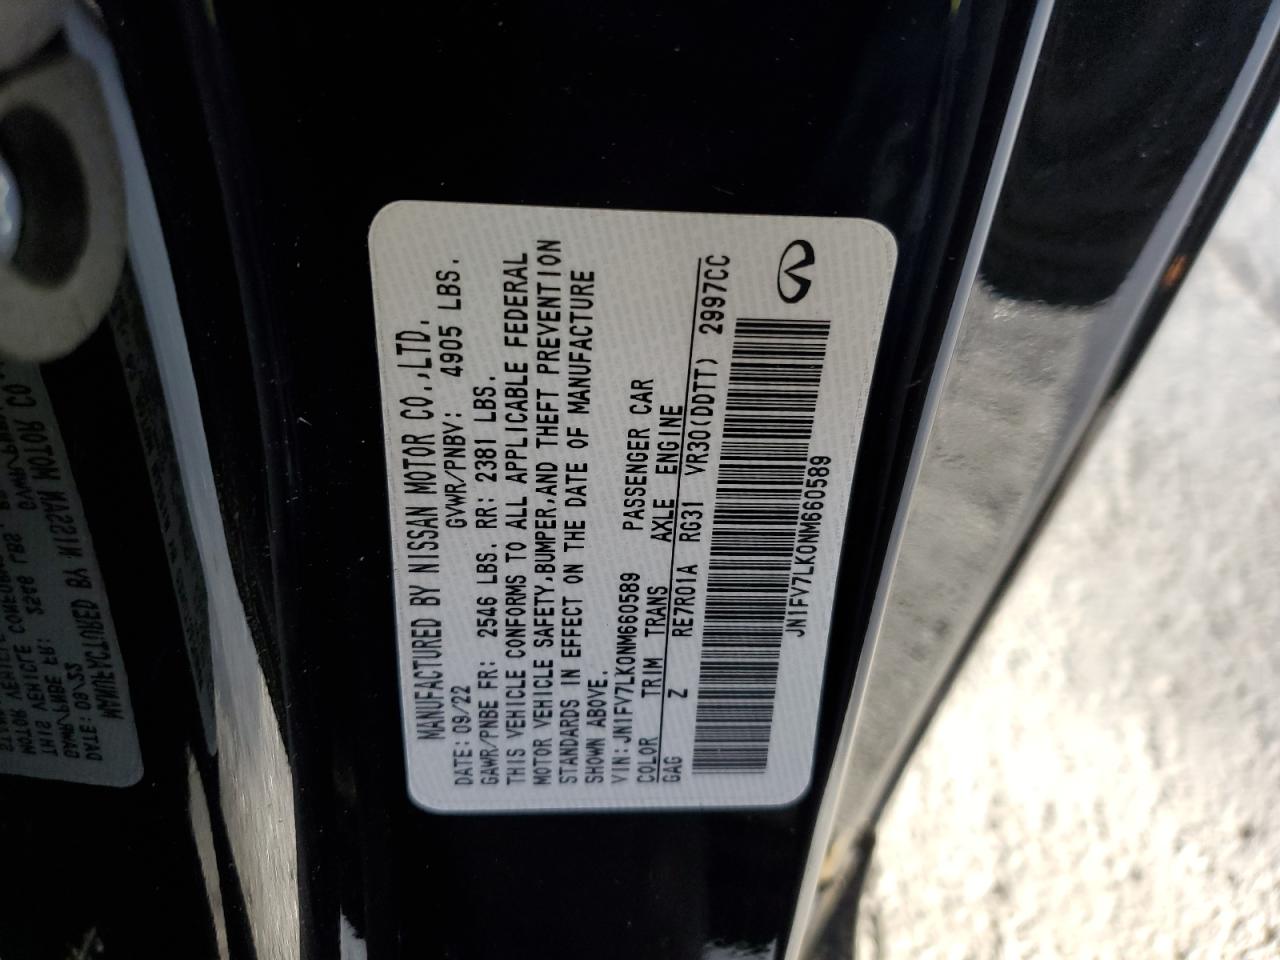 MANUFACTURED BY NISSAN MOTOR CO.,LTD.
DATE: 09/22 GVWR/PNBV: 4905 LBS.
GAWR/PNBE FR: 2546 LBS. RR: 2381 LBS.
THIS VEHICLE CONFORMS TO ALL APPLICABLE FEDERAL
MOTOR VEHICLE SAFETY,BUMPER,AND THEFT PREVENTION
STANDARDS IN EFFECT ON THE DATE OF MANUFACTURE
SHOWN ABOVE.
VIN: JN1FV7LK0NM660589 PASSENGER CAR
COLOR TRIM TRANS AXLE ENGINE
GAG Z RE7R01A RG31 VR30(DDTT) 2997CC
JN1FV7LK0NM660589